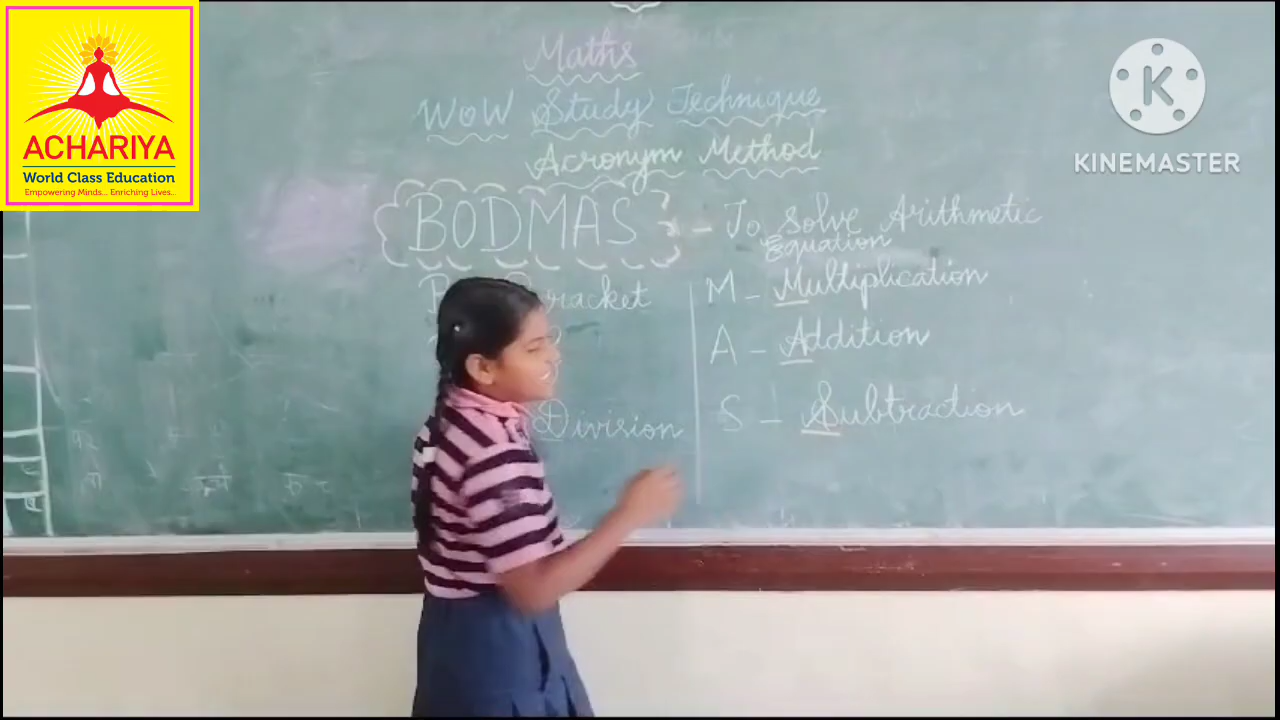 ACHARIYA
World Class Education
Empowering Minds... Enriching Lives...
KINEMASTER
Maths
WoW Study Technique
Acronym Method
BODMAS - To Solve Arithmetic
Equation
racket
Division
M - Multiplication
A - Addition
S - Subtraction